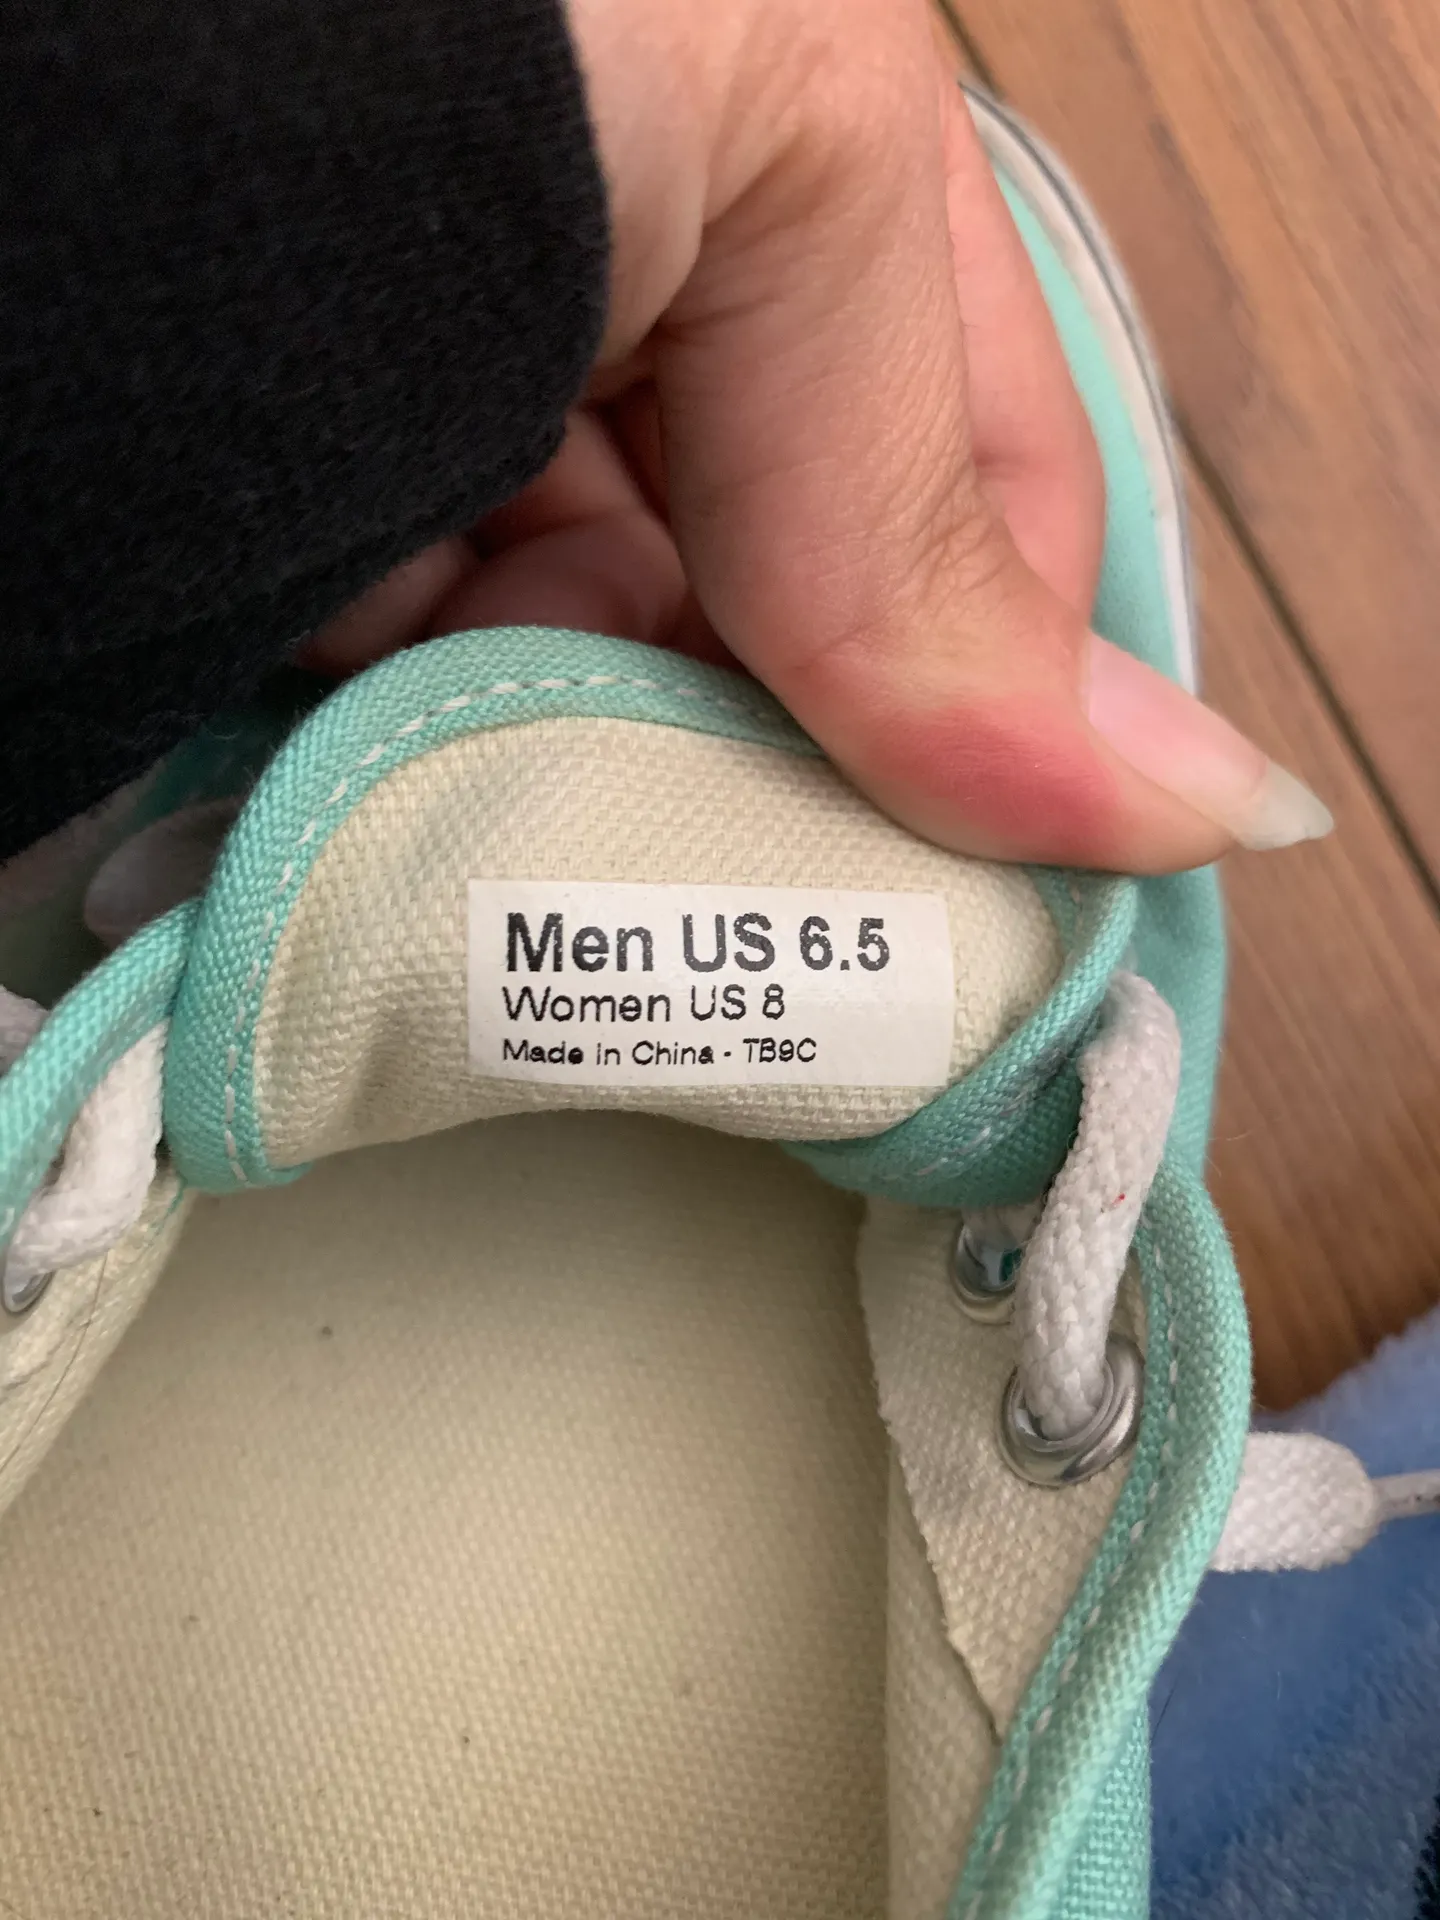 Men US 6.5
Women US 8
Made in China - TB9C